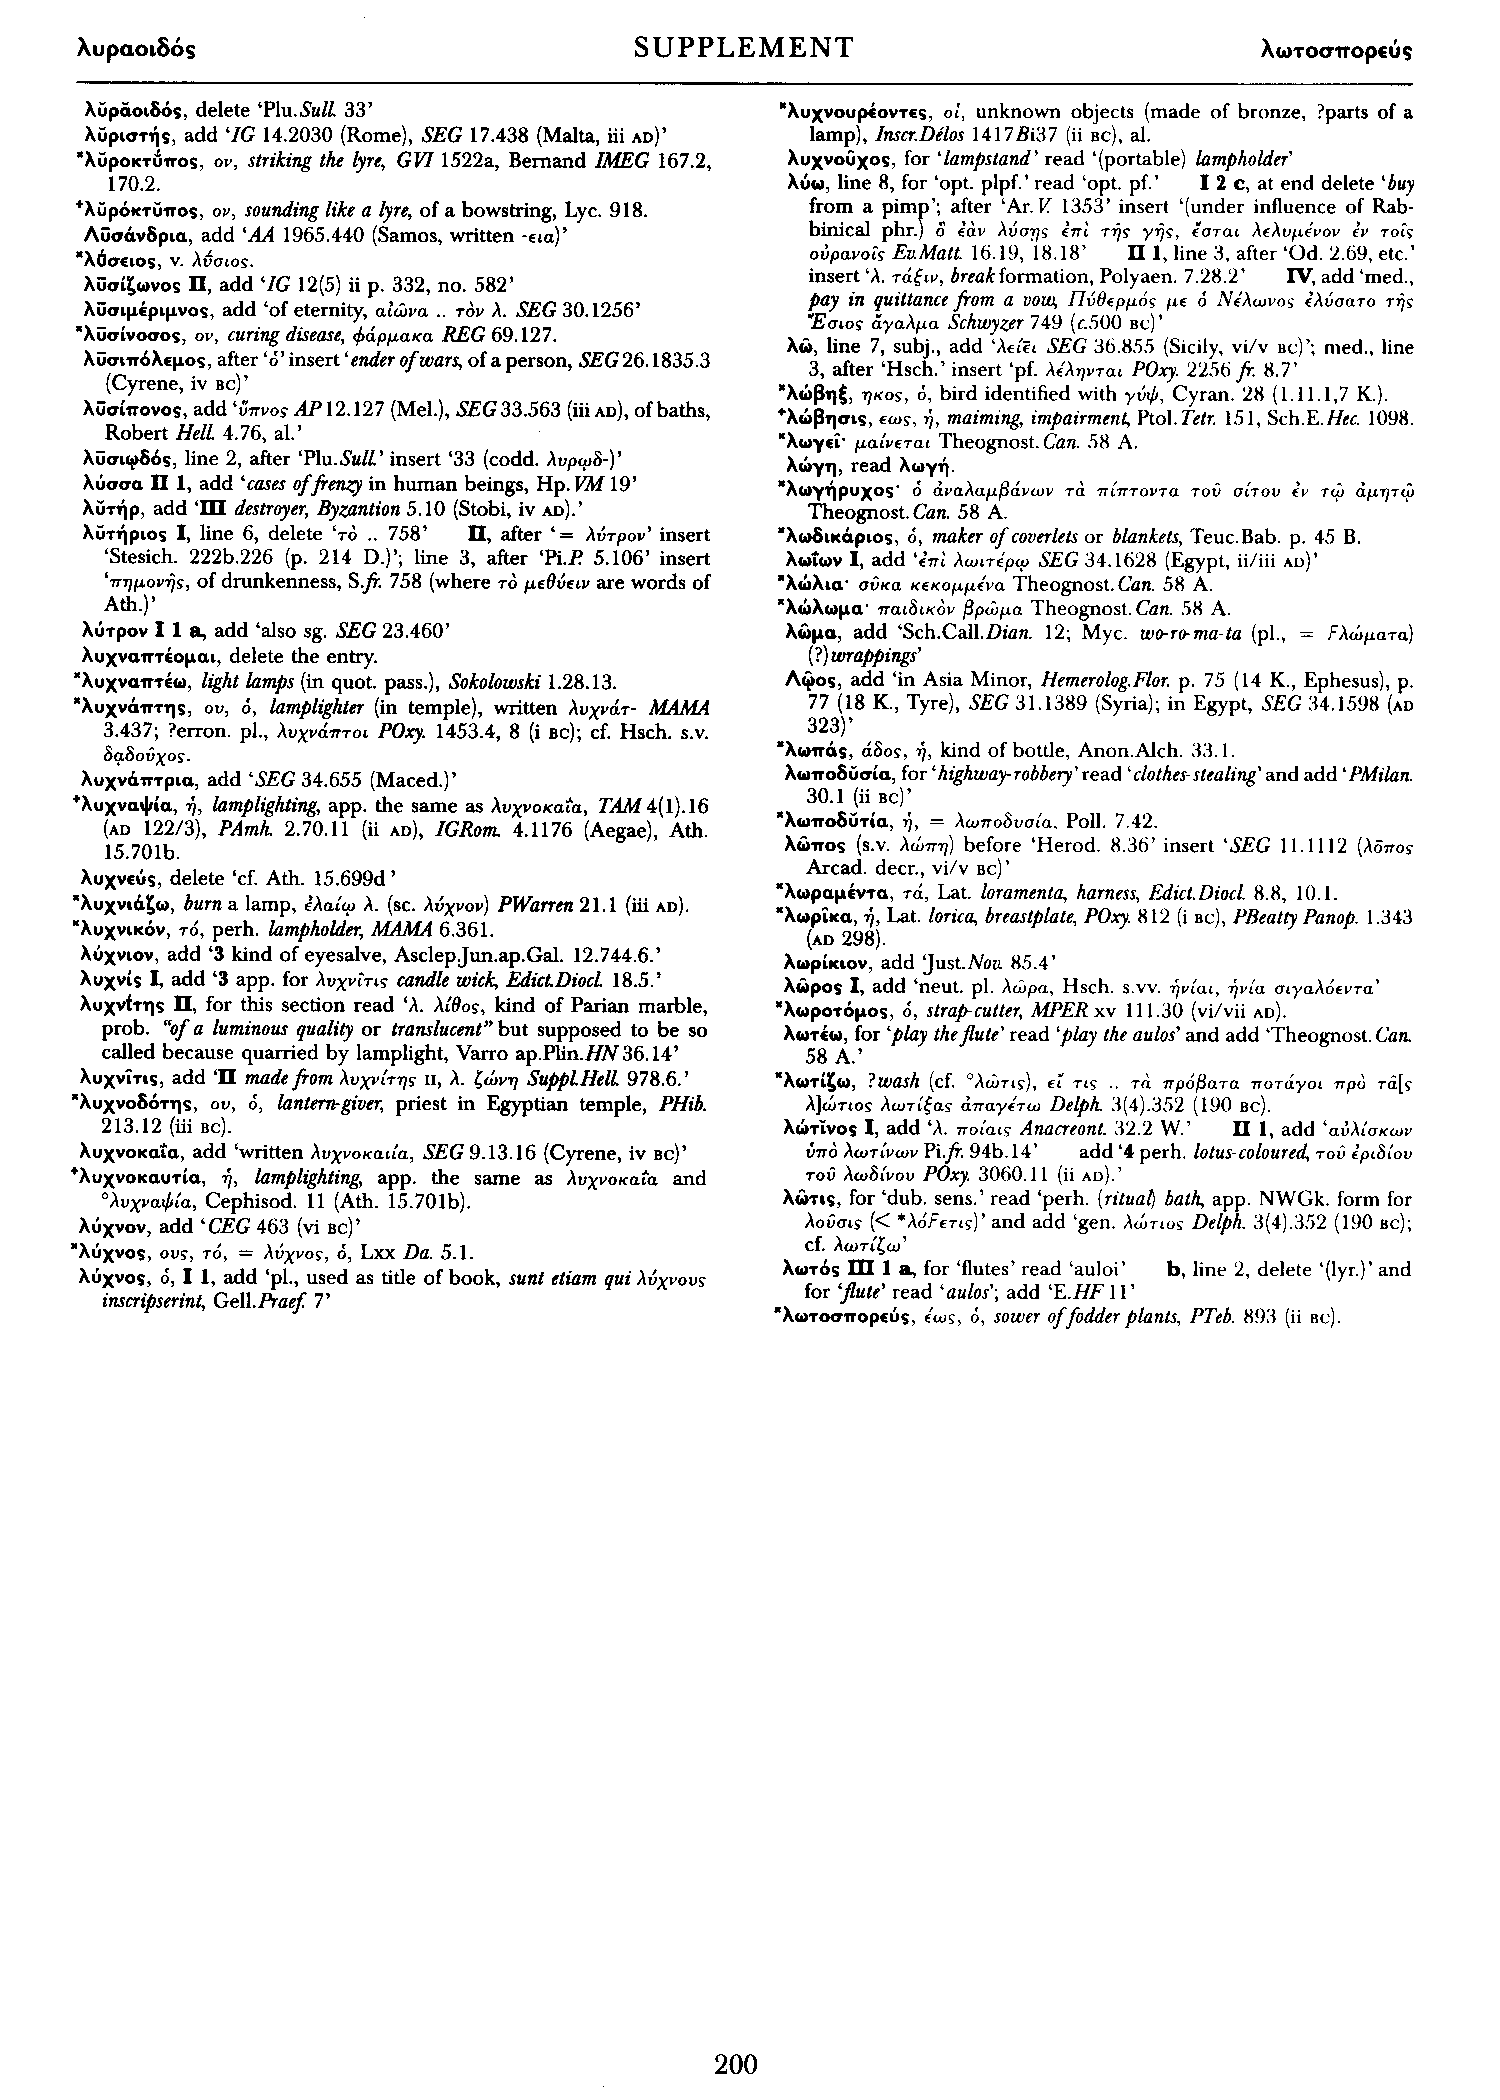 λυραοιδός SUPPLEMENT λωτοσπορεύς
λῠρᾰοιδός, delete ‘Plu.Sull. 33’
λῠριστής, add ‘IG 14.2030 (Rome), SEG 17.438 (Malta, iii AD)’
*λῠροκτῠ́πος, ον, striking the lyre, GVI 1522a, Bernand IMEG 167.2,
170.2.
⁺λῠρόκτῠπος, ον, sounding like a lyre, of a bowstring, Lyc. 918.
Λῡσάνδρια, add ‘AA 1965.440 (Samos, written -εια)’
*λύσειος, v. λύσιος.
λῡσίζωνος II, add ‘IG 12(5) ii p. 332, no. 582’
λῡσιμέριμνος, add ‘of eternity, αἰῶνα .. τὸν λ. SEG 30.1256’
*λῡσίνοσος, ον, curing disease, φάρμακα REG 69.127.
λῡσιπόλεμος, after ‘ὁ’ insert ‘ender of wars, of a person, SEG 26.1835.3
(Cyrene, iv BC)’
λῡσίπονος, add ‘ὕπνος AP 12.127 (Mel.), SEG 33.563 (iii AD), of baths,
Robert Hell. 4.76, al.’
λῡσιῳδός, line 2, after ‘Plu.Sull.’ insert ‘33 (codd. λυρῳδ-)’
λύσσα II 1, add ‘cases of frenzy in human beings, Hp.VM 19’
λῠτήρ, add ‘III destroyer, Byzantion 5.10 (Stobi, iv AD).’
λῠτήριος I, line 6, delete ‘τὸ .. 758’ II, after ‘= λύτρον’ insert
‘Stesich. 222b.226 (p. 214 D.)’; line 3, after ‘Pi.P. 5.106’ insert
‘πημονῆς, of drunkenness, S.fr. 758 (where τὸ μεθύειν are words of
Ath.)’
λύτρον I 1 a, add ‘also sg. SEG 23.460’
λυχναπτέομαι, delete the entry.
*λυχναπτέω, light lamps (in quot. pass.), Sokolowski 1.28.13.
*λυχνάπτης, ου, ὁ, lamplighter (in temple), written λυχνάτ- MAMA
3.437; ?erron. pl., λυχνάπτοι POxy. 1453.4, 8 (i BC); cf. Hsch. s.v.
δᾳδοῦχος.
λυχνάπτρια, add ‘SEG 34.655 (Maced.)’
⁺λυχναψία, ἡ, lamplighting, app. the same as λυχνοκαΐα, TAM 4(1).16
(AD 122/3), PAmh. 2.70.11 (ii AD), IGRom. 4.1176 (Aegae), Ath.
15.701b.
λυχνεύς, delete ‘cf. Ath. 15.699d’
*λυχνιάζω, burn a lamp, ἐλαίῳ λ. (sc. λύχνον) PWarren 21.1 (iii AD).
*λυχνικόν, τό, perh. lampholder, MAMA 6.361.
λύχνιον, add ‘3 kind of eyesalve, Asclep.Jun.ap.Gal. 12.744.6.’
λυχνίς I, add ‘3 app. for λυχνῖτις candle wick, Edict.Diocl. 18.5.’
λυχνίτης II, for this section read ‘λ. λίθος, kind of Parian marble,
prob. "of a luminous quality or translucent" but supposed to be so
called because quarried by lamplight, Varro ap.Plin.HN 36.14’
λυχνῖτις, add ‘II made from λυχνίτης II, λ. ζώνη Suppl.Hell. 978.6.’
*λυχνοδότης, ου, ὁ, lantern-giver, priest in Egyptian temple, PHib.
213.12 (iii BC).
λυχνοκαΐα, add ‘written λυχνοκαιία, SEG 9.13.16 (Cyrene, iv BC)’
⁺λυχνοκαυτία, ἡ, lamplighting, app. the same as λυχνοκαΐα and
°λυχναψία, Cephisod. 11 (Ath. 15.701b).
λύχνον, add ‘CEG 463 (vi BC)’
*λύχνος, ους, τό, = λύχνος, ὁ, Lxx Da. 5.1.
λύχνος, ὁ, I 1, add ‘pl., used as title of book, sunt etiam qui λύχνους
inscripserint, Gell.Praef. 7’
*λυχνουρέοντες, οἱ, unknown objects (made of bronze, ?parts of a
lamp), Inscr.Délos 1417Bi37 (ii BC), al.
λυχνοῦχος, for ‘lampstand’ read ‘(portable) lampholder’
λύω, line 8, for ‘opt. plpf.’ read ‘opt. pf.’ I 2 c, at end delete ‘buy
from a pimp’; after ‘Ar.V. 1353’ insert ‘(under influence of Rab-
binical phr.) ὃ ἐὰν λύσῃς ἐπὶ τῆς γῆς, ἔσται λελυμένον ἐν τοῖς
οὐρανοῖς Ev.Matt. 16.19, 18.18’ II 1, line 3, after ‘Od. 2.69, etc.’
insert ‘λ. τάξιν, break formation, Polyaen. 7.28.2’ IV, add ‘med.,
pay in quittance from a vow, Πύθερμός με ὁ Νέλωνος ἐλύσατο τῆς
Ἔσιος ἄγαλμα Schwyzer 749 (c.500 BC)’
λῶ, line 7, subj., add ‘λείε̄ι SEG 36.855 (Sicily, vi/v BC)’; med., line
3, after ‘Hsch.’ insert ‘pf. λέληνται POxy. 2256 fr. 8.7’
*λώβηξ, ηκος, ὁ, bird identified with γύψ, Cyran. 28 (1.11.1,7 K.).
⁺λώβησις, εως, ἡ, maiming, impairment, Ptol.Tetr. 151, Sch.E.Hec. 1098.
*λωγεῖ· μαίνεται Theognost.Can. 58 A.
λώγη, read λωγή.
*λωγήρυχος· ὁ ἀναλαμβάνων τὰ πίπτοντα τοῦ σίτου ἐν τῷ ἀμητῷ
Theognost.Can. 58 A.
*λωδικάριος, ὁ, maker of coverlets or blankets, Teuc.Bab. p. 45 B.
λωΐων I, add ‘ἐπὶ λωιτέρῳ SEG 34.1628 (Egypt, ii/iii AD)’
*λώλια· σῦκα κεκομμένα Theognost.Can. 58 A.
*λώλωμα· παιδικὸν βρῶμα Theognost.Can. 58 A.
λῶμα, add ‘Sch.Call.Dian. 12; Myc. wo-ro-ma-ta (pl., = ϝλώματα)
(?)wrappings’
Λῷος, add ‘in Asia Minor, Hemerolog.Flor. p. 75 (14 K., Ephesus), p.
77 (18 K., Tyre), SEG 31.1389 (Syria); in Egypt, SEG 34.1598 (AD
323)’
*λωπάς, άδος, ἡ, kind of bottle, Anon.Alch. 33.1.
λωποδῠσία, for ‘highway-robbery’ read ‘clothes-stealing’ and add ‘PMilan.
30.1 (ii BC)’
*λωποδῠτία, ἡ, = λωποδυσία, Poll. 7.42.
λῶπος (s.v. λώπη) before ‘Herod. 8.36’ insert ‘SEG 11.1112 (λο̄πος
Arcad. decr., vi/v BC)’
*λωραμέντα, τά, Lat. loramenta, harness, Edict.Diocl. 8.8, 10.1.
*λωρῖκα, ἡ, Lat. lorica, breastplate, POxy. 812 (i BC), PBeatty Panop. 1.343
(AD 298).
λωρίκιον, add ‘Just.Nov. 85.4’
λῶρος I, add ‘neut. pl. λῶρα, Hsch. s.vv. ἡνίαι, ἡνία σιγαλόεντα’
*λωροτόμος, ὁ, strap-cutter, MPER xv 111.30 (vi/vii AD).
λωτέω, for ‘play the flute’ read ‘play the aulos’ and add ‘Theognost.Can.
58 A.’
*λωτίζω, ?wash (cf. °λῶτις), εἴ τις .. τὰ πρόβατα ποτάγοι πρὸ τᾶ[ς
λ]ώτιος λωτίξας ἀπαγέτω Delph. 3(4).352 (190 BC).
λώτῐνος I, add ‘λ. ποίαις Anacreont. 32.2 W.’ II 1, add ‘αὐλίσκων
ὑπὸ λωτίνων Pi.fr. 94b.14’ add ‘4 perh. lotus-coloured, τοῦ ἐριδίου
τοῦ λωδίνου POxy. 3060.11 (ii AD).’
λῶτις, for ‘dub. sens.’ read ‘perh. (ritual) bath, app. NWGk. form for
λοῦσις (< *λόϝετις)’ and add ‘gen. λώτιος Delph. 3(4).352 (190 BC);
cf. λωτίζω’
λωτός III 1 a, for ‘flutes’ read ‘auloi’ b, line 2, delete ‘(lyr.)’ and
for ‘flute’ read ‘aulos’; add ‘E.HF 11’
*λωτοσπορεύς, έως, ὁ, sower of fodder plants, PTeb. 893 (ii BC).
200